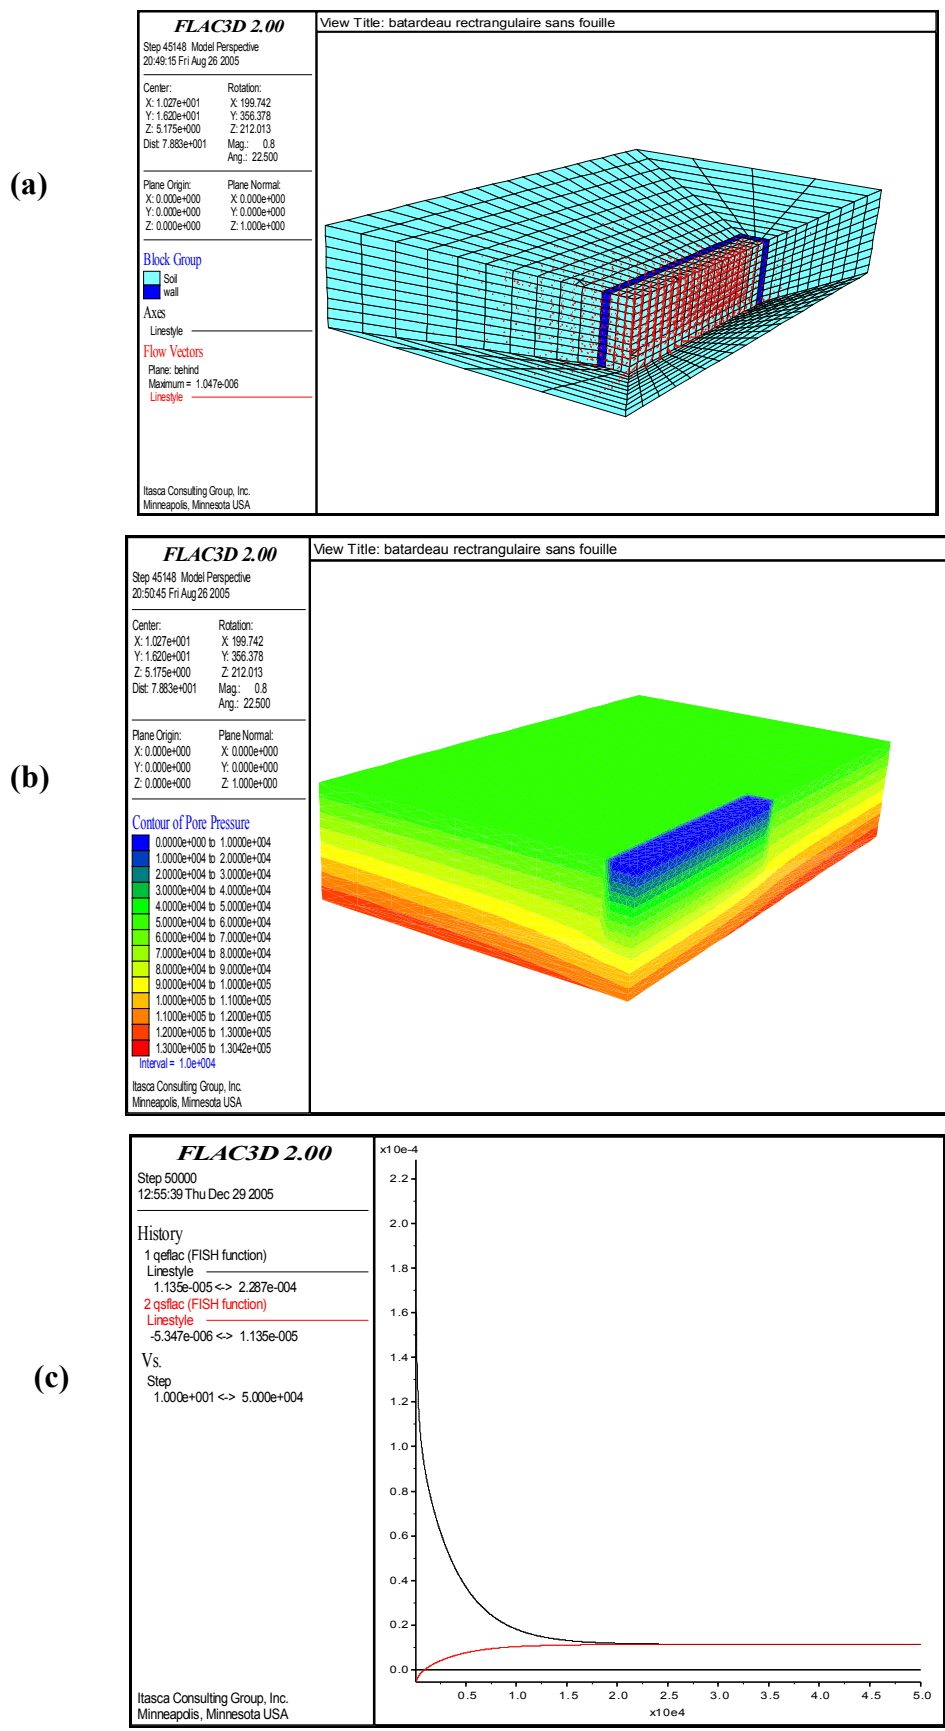 (a)
FLAC3D 2.00
View Title: batardeau rectrangulaire sans fouille
Step 45148 Model Perspective
20:49:15 Fri Aug 26 2005
Center: Rotation:
X: 1.027e+001 X: 199.742
Y: 1.620e+001 Y: 356.378
Z: 5.175e+000 Z: 212.013
Dist: 7.883e+001 Mag.: 0.8
Ang.: 22.500
Plane Origin: Plane Normal:
X: 0.000e+000 X: 0.000e+000
Y: 0.000e+000 Y: 0.000e+000
Z: 0.000e+000 Z: 1.000e+000
Block Group
Soil
wall
Axes
Linestyle
Flow Vectors
Plane: behind
Maximum = 1.047e-006
Linestyle
Itasca Consulting Group, Inc.
Minneapolis, Minnesota USA
(b)
FLAC3D 2.00
View Title: batardeau rectrangulaire sans fouille
Step 45148 Model Perspective
20:50:45 Fri Aug 26 2005
Center: Rotation:
X: 1.027e+001 X: 199.742
Y: 1.620e+001 Y: 356.378
Z: 5.175e+000 Z: 212.013
Dist: 7.883e+001 Mag.: 0.8
Ang.: 22.500
Plane Origin: Plane Normal:
X: 0.000e+000 X: 0.000e+000
Y: 0.000e+000 Y: 0.000e+000
Z: 0.000e+000 Z: 1.000e+000
Contour of Pore Pressure
0.0000e+000 to 1.0000e+004
1.0000e+004 to 2.0000e+004
2.0000e+004 to 3.0000e+004
3.0000e+004 to 4.0000e+004
4.0000e+004 to 5.0000e+004
5.0000e+004 to 6.0000e+004
6.0000e+004 to 7.0000e+004
7.0000e+004 to 8.0000e+004
8.0000e+004 to 9.0000e+004
9.0000e+004 to 1.0000e+005
1.0000e+005 to 1.1000e+005
1.1000e+005 to 1.2000e+005
1.2000e+005 to 1.3000e+005
1.3000e+005 to 1.3042e+005
Interval = 1.0e+004
Itasca Consulting Group, Inc.
Minneapolis, Minnesota USA
(c)
FLAC3D 2.00
Step 50000
12:55:39 Thu Dec 29 2005
History
1 qeflac (FISH function)
Linestyle
1.135e-005 <-> 2.287e-004
2 qsflac (FISH function)
Linestyle
-5.347e-006 <-> 1.135e-005
Vs.
Step
1.000e+001 <-> 5.000e+004
Itasca Consulting Group, Inc.
Minneapolis, Minnesota USA
x10e-4
2.2
2.0
1.8
1.6
1.4
1.2
1.0
0.8
0.6
0.4
0.2
0.0
0.5 1.0 1.5 2.0 2.5 3.0 3.5 4.0 4.5 5.0
x10e4